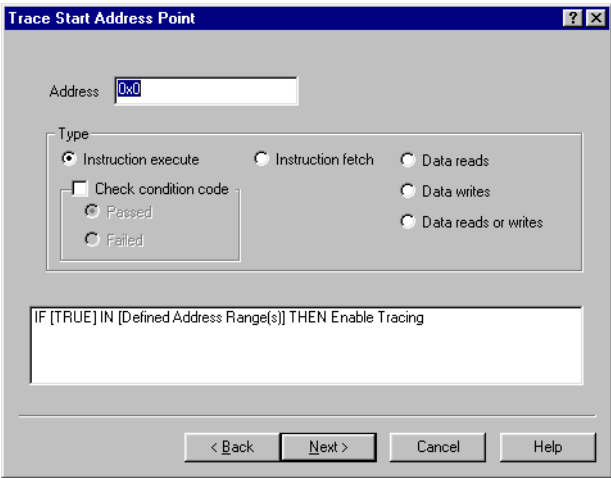 Trace Start Address Point
Address 0x0
Type
Instruction execute Instruction fetch Data reads
Check condition code Data writes
Passed Data reads or writes
Failed
IF [TRUE] IN [Defined Address Range(s)] THEN Enable Tracing
< Back Next > Cancel Help